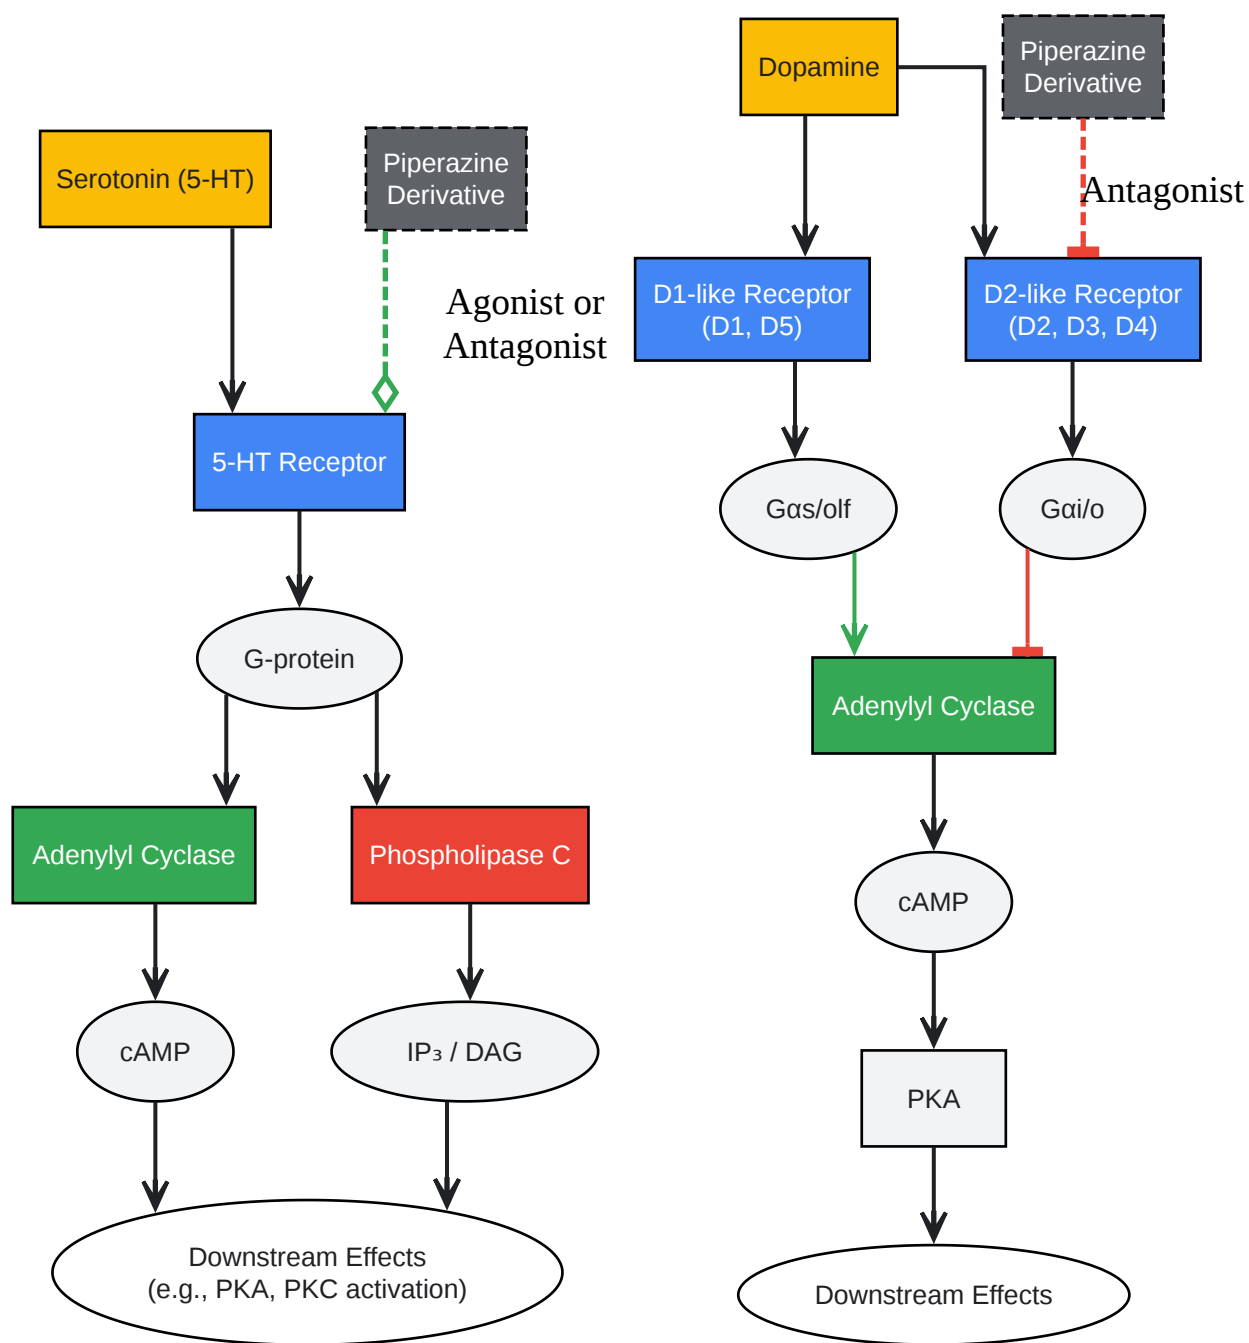 Serotonin (5-HT)
Piperazine
Derivative
Agonist or
Antagonist
5-HT Receptor
G-protein
Adenylyl Cyclase
Phospholipase C
cAMP
IP₃ / DAG
Downstream Effects
(e.g., PKA, PKC activation)
Dopamine
Piperazine
Derivative
Antagonist
D1-like Receptor
(D1, D5)
D2-like Receptor
(D2, D3, D4)
Gαs/olf
Gαi/o
Adenylyl Cyclase
cAMP
PKA
Downstream Effects